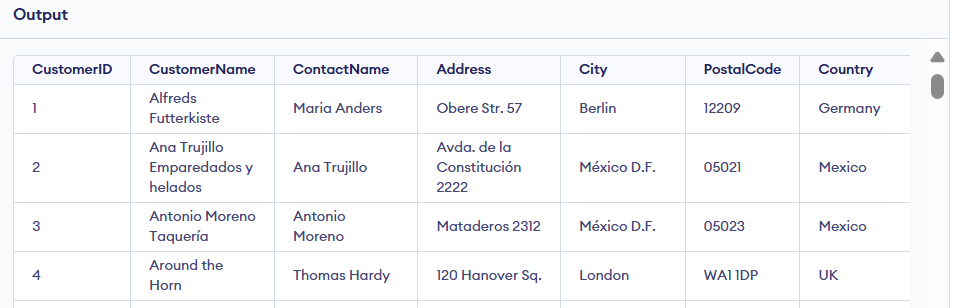 Output
CustomerID CustomerName ContactName Address City PostalCode Country
1 Alfreds Futterkiste Maria Anders Obere Str. 57 Berlin 12209 Germany
2 Ana Trujillo Emparedados y helados Ana Trujillo Avda. de la Constitución 2222 México D.F. 05021 Mexico
3 Antonio Moreno Taquería Antonio Moreno Mataderos 2312 México D.F. 05023 Mexico
4 Around the Horn Thomas Hardy 120 Hanover Sq. London WA1 1DP UK